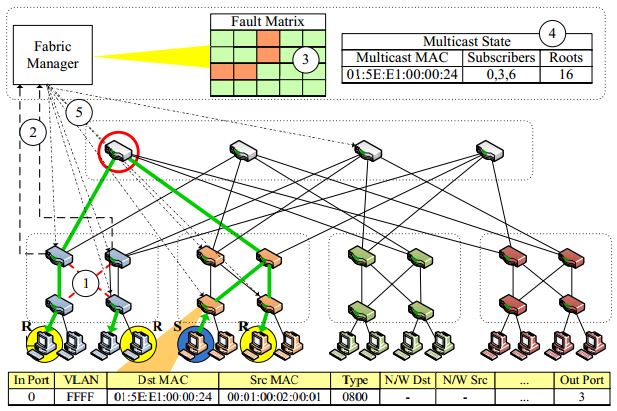 Fabric
Manager
Fault Matrix
3
4
Multicast State
Multicast MAC Subscribers Roots
01:5E:E1:00:00:24 0,3,6 16
2
5
1
R R S R
In Port VLAN Dst MAC Src MAC Type N/W Dst N/W Src ... Out Port
0 FFFF 01:5E:E1:00:00:24 00:01:00:02:00:01 0800 - - ... 3